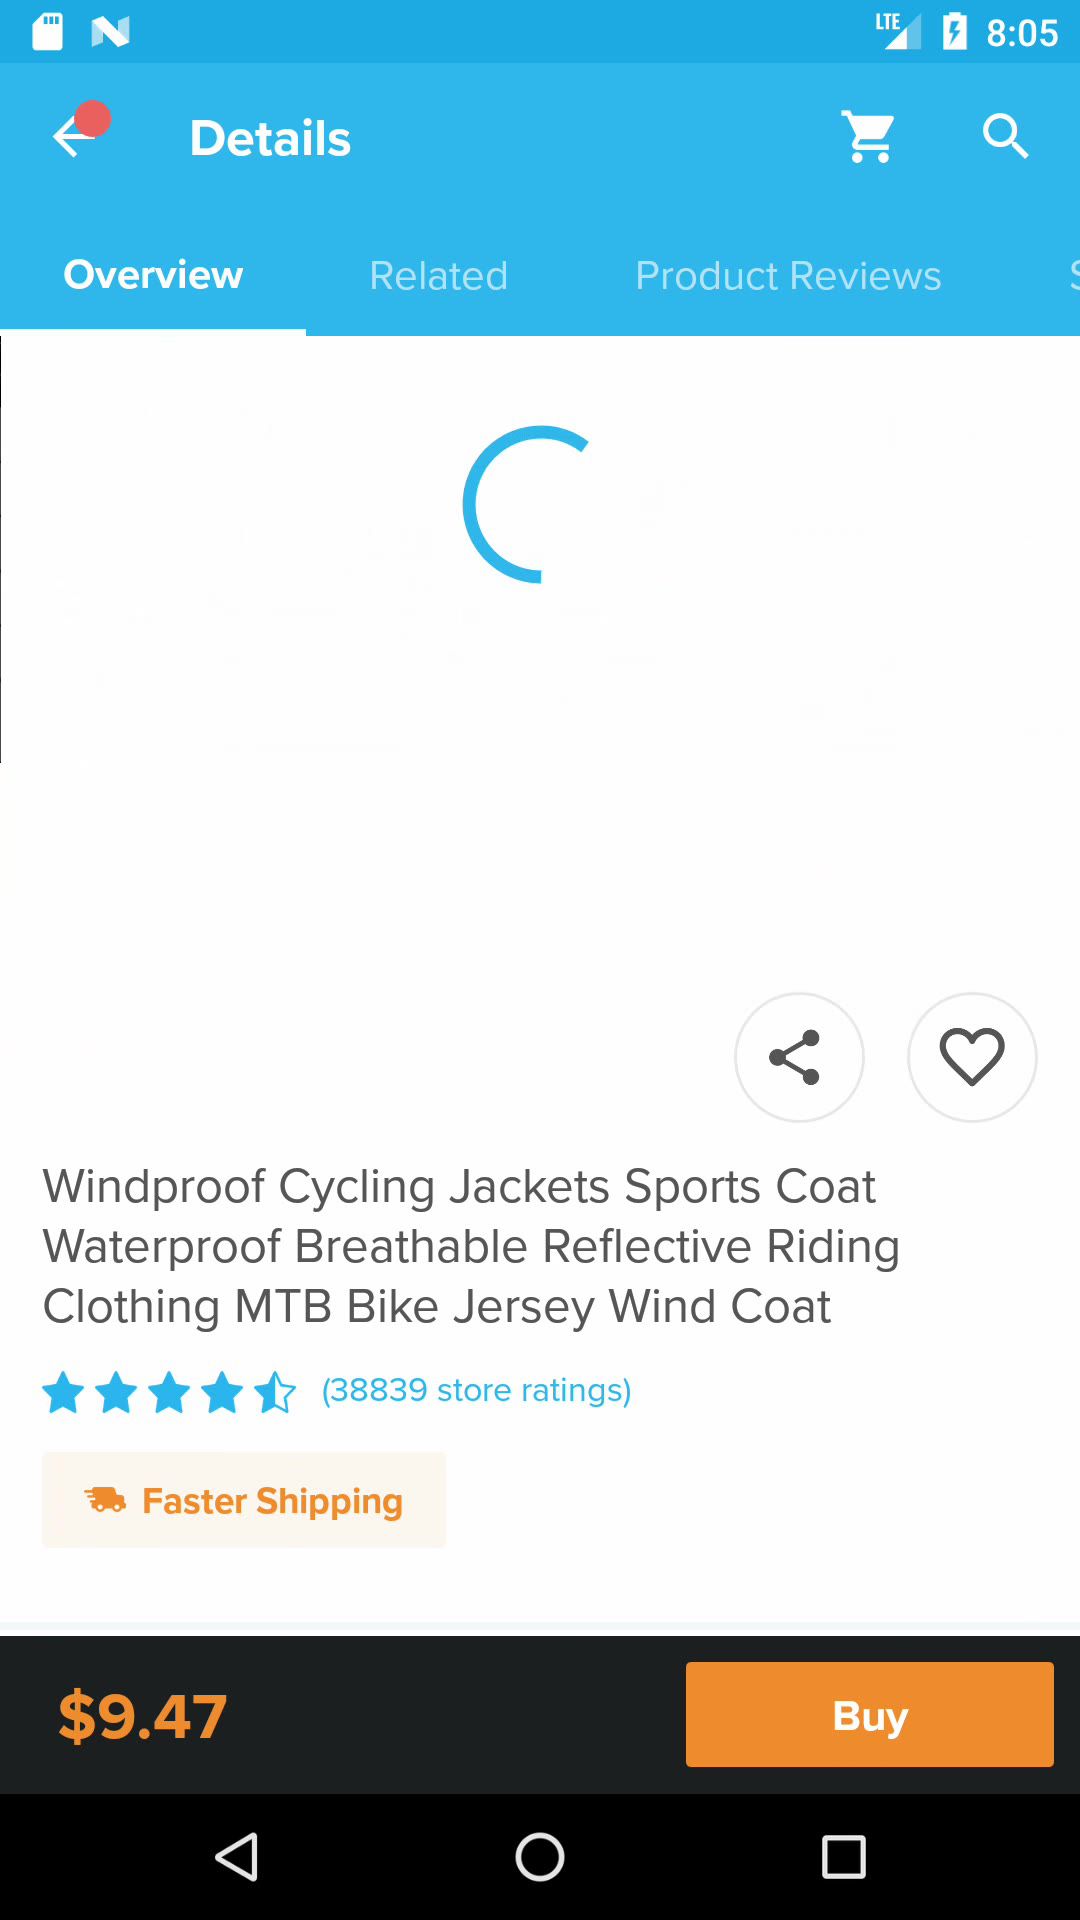 LTE 8:05
Details
Overview Related Product Reviews S
Windproof Cycling Jackets Sports Coat
Waterproof Breathable Reflective Riding
Clothing MTB Bike Jersey Wind Coat
(38839 store ratings)
Faster Shipping
$9.47 Buy